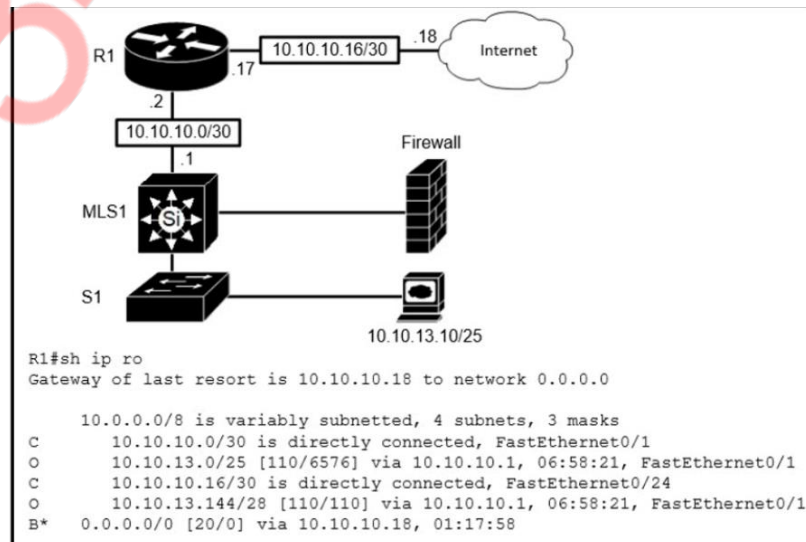 R1
.17
10.10.10.16/30
.18
Internet
.2
10.10.10.0/30
.1
Firewall
MLS1
Si
S1
10.10.13.10/25
R1#sh ip ro
Gateway of last resort is 10.10.10.18 to network 0.0.0.0
10.0.0.0/8 is variably subnetted, 4 subnets, 3 masks
C 10.10.10.0/30 is directly connected, FastEthernet0/1
O 10.10.13.0/25 [110/6576] via 10.10.10.1, 06:58:21, FastEthernet0/1
C 10.10.10.16/30 is directly connected, FastEthernet0/24
O 10.10.13.144/28 [110/110] via 10.10.10.1, 06:58:21, FastEthernet0/1
B* 0.0.0.0/0 [20/0] via 10.10.10.18, 01:17:58